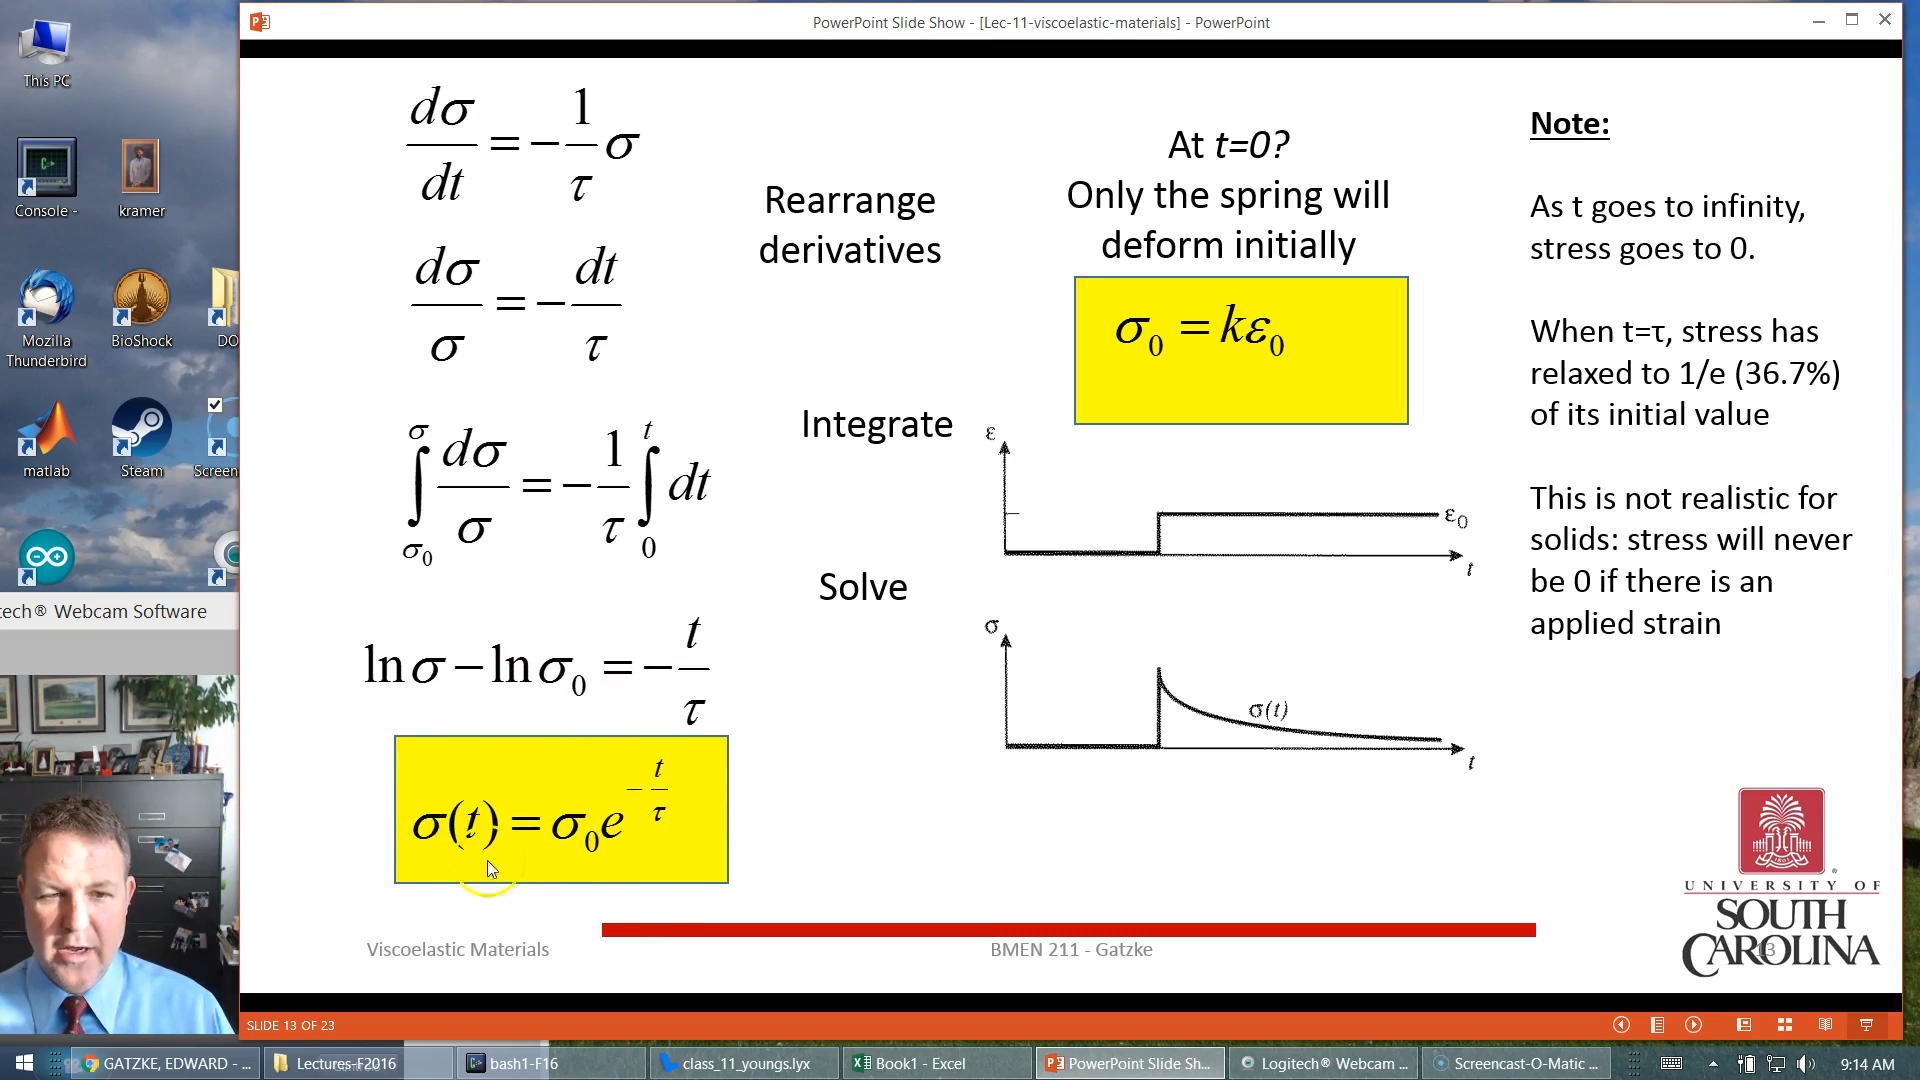 PowerPoint Slide Show - [Lec-11-viscoelastic-materials] - PowerPoint
This PC
Console -
kramer
Mozilla
Thunderbird
BioShock
DO
matlab
Steam
Screen
tech® Webcam Software
dσ/dt = −(1/τ)σ
dσ/σ = −dt/τ
∫_{σ₀}^{σ} dσ/σ = −(1/τ) ∫_{0}^{t} dt
ln σ − ln σ₀ = −t/τ
σ(t) = σ₀e^{−t/τ}
Rearrange
derivatives
Integrate
Solve
At t=0?
Only the spring will
deform initially
σ₀ = kε₀
ε
ε₀
t
σ
σ(t)
t
Note:
As t goes to infinity,
stress goes to 0.
When t=τ, stress has
relaxed to 1/e (36.7%)
of its initial value
This is not realistic for
solids: stress will never
be 0 if there is an
applied strain
UNIVERSITY OF
SOUTH
CAROLINA
Viscoelastic Materials
BMEN 211 - Gatzke
13
SLIDE 13 OF 23
GATZKE, EDWARD - ...
Lectures-F2016
bash1-F16
class_11_youngs.lyx
Book1 - Excel
PowerPoint Slide Sh...
Logitech® Webcam ...
Screencast-O-Matic ...
9:14 AM